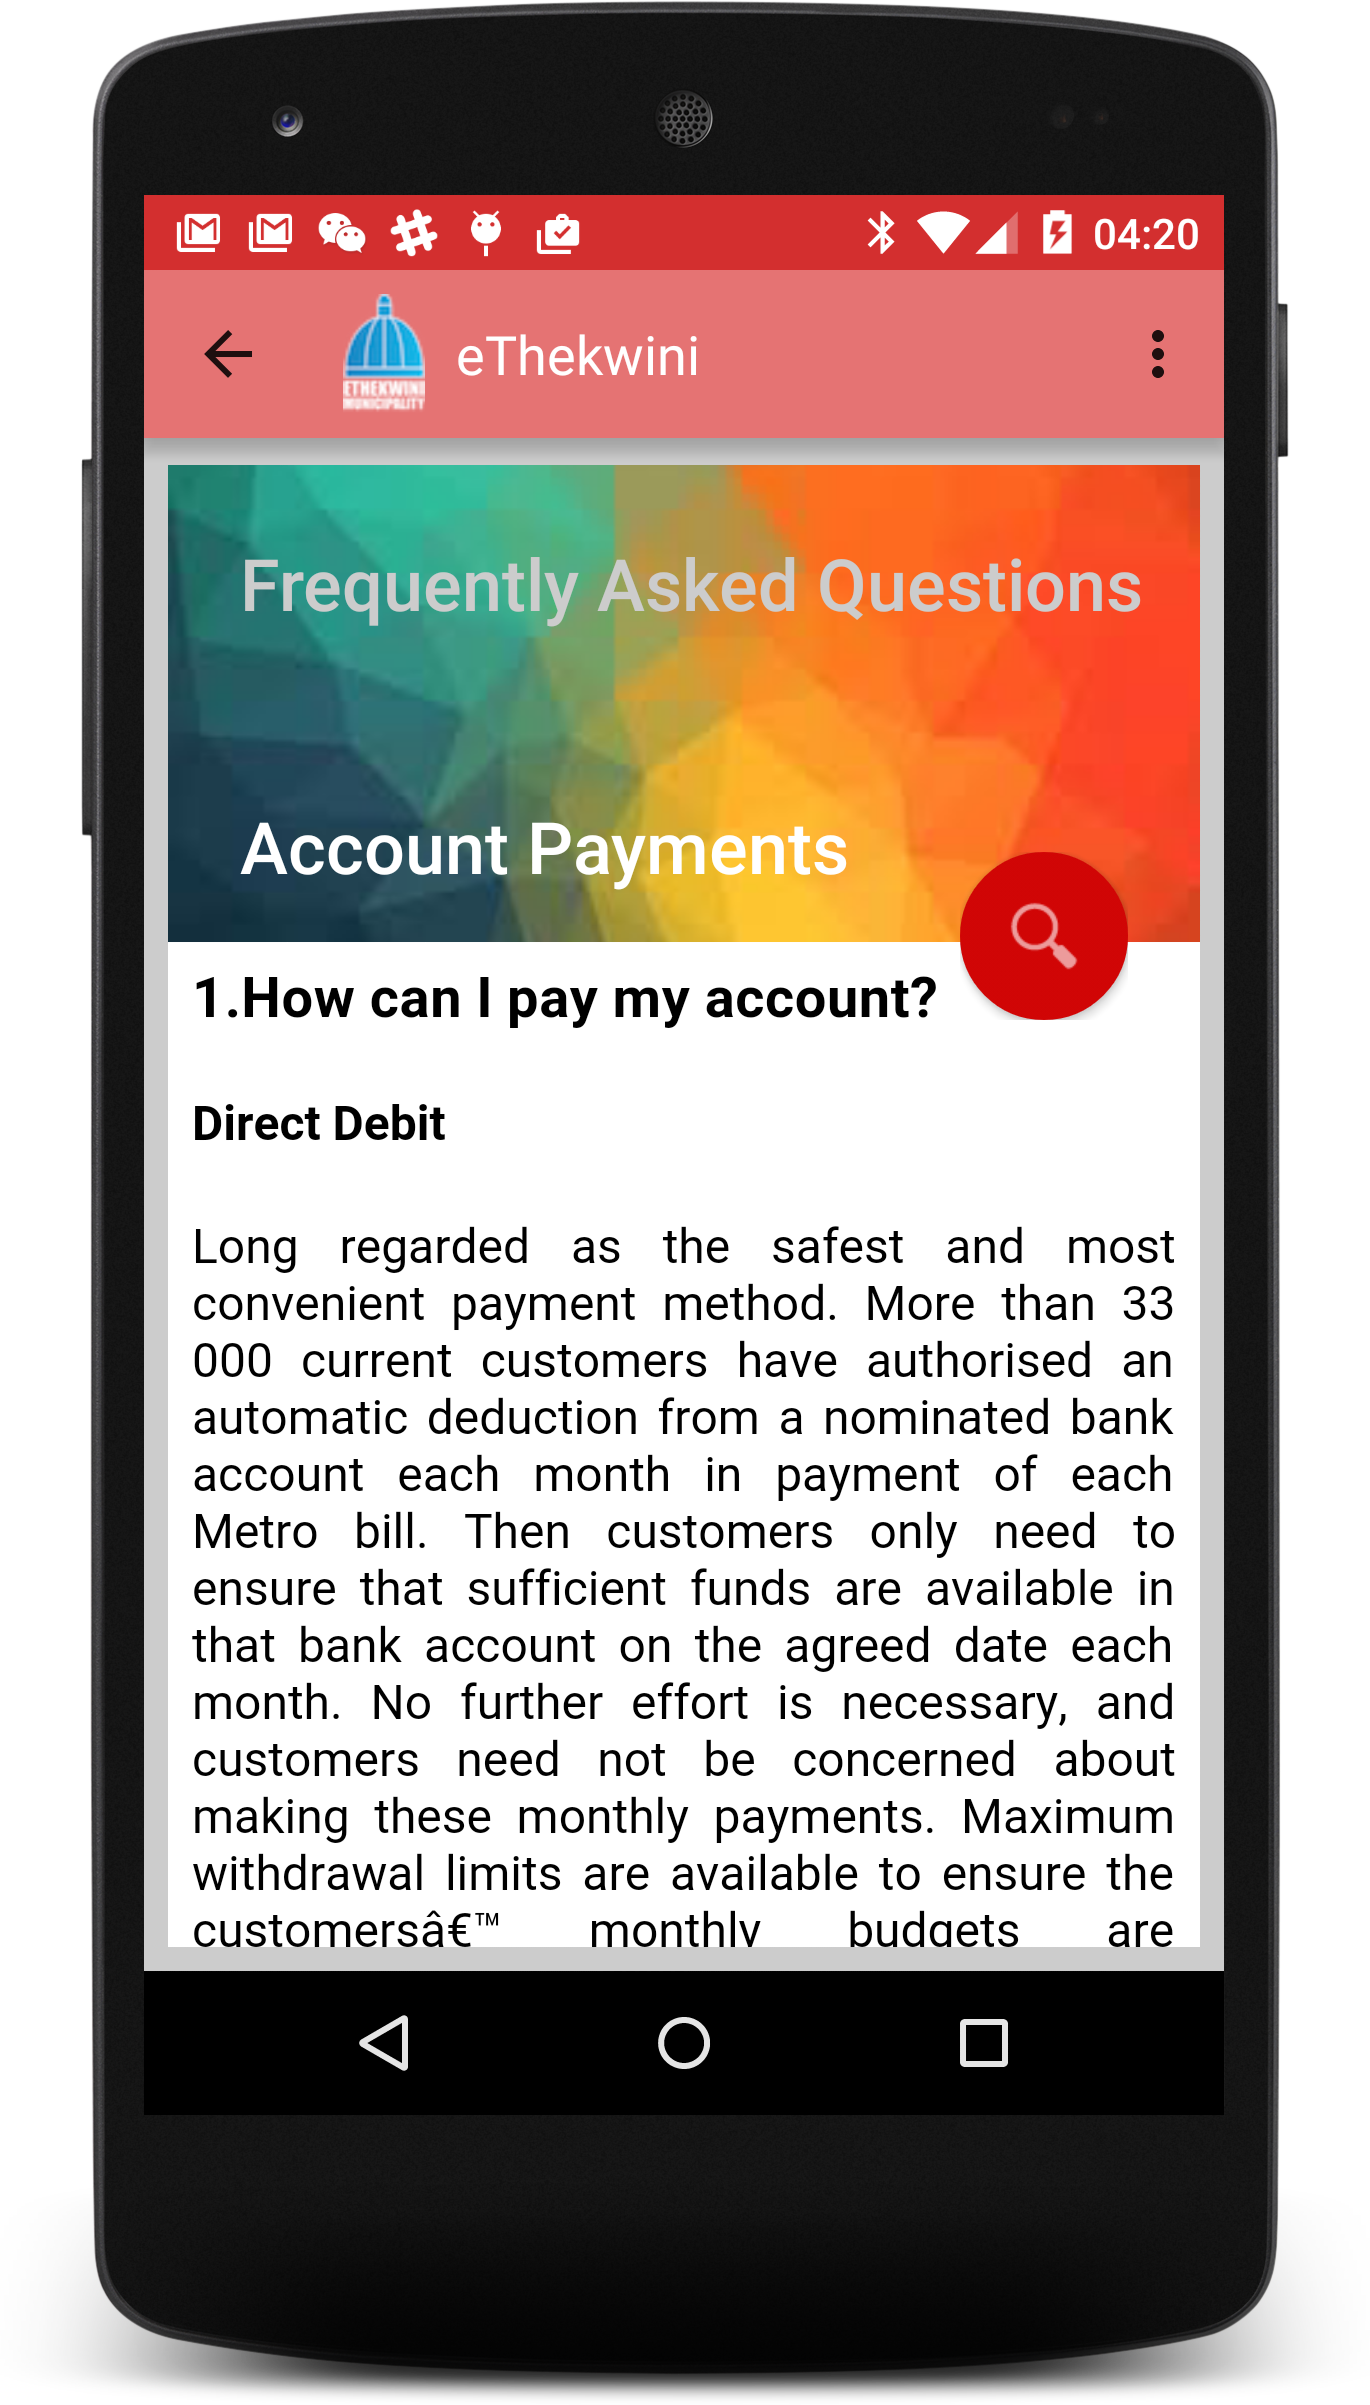 04:20
ETHEKWINI
MUNICIPALITY
eThekwini
Frequently Asked Questions
Account Payments
1.How can I pay my account?
Direct Debit
Long regarded as the safest and most
convenient payment method. More than 33
000 current customers have authorised an
automatic deduction from a nominated bank
account each month in payment of each
Metro bill. Then customers only need to
ensure that sufficient funds are available in
that bank account on the agreed date each
month. No further effort is necessary, and
customers need not be concerned about
making these monthly payments. Maximum
withdrawal limits are available to ensure the
customersâ€™ monthly budgets are